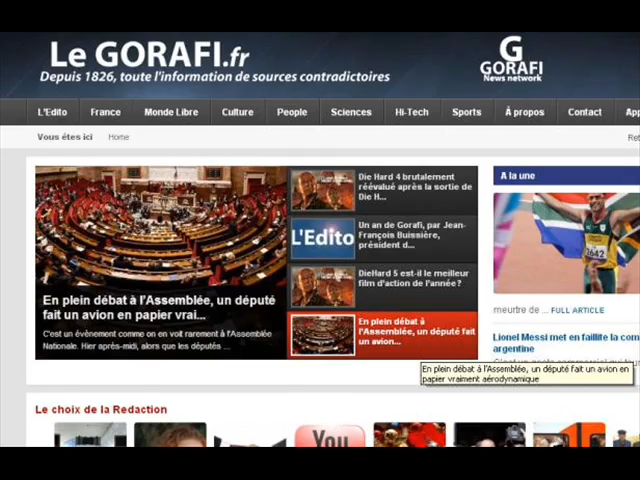 Le GORAFI.fr
Depuis 1826, toute l'information de sources contradictoires
G
GORAFI
News network
L'Edito France Monde Libre Culture People Sciences Hi-Tech Sports À propos Contact App
Vous étes ici Home
Ret
En plein débat à l'Assemblée, un député
fait un avion en papier vrai...
C'est un évènement comme on en voit rarement à l'Assemblée
Nationale. Hier après-midi, alors que les députés ...
Die Hard 4 brutalement
réévalué après la sortie de
Die H...
L'Edito
Un an de Gorafi, par Jean-
François Buissière,
président d...
DieHard 5 est-il le meilleur
film d'action de l'année?
En plein débat à
l'Assemblée, un député fait
un avion...
A la une
1642
meurtre de ... FULL ARTICLE
Lionel Messi met en faillite la com
argentine
En plein débat à l'Assemblée, un député fait un avion en
papier vraiment aérodynamique
Le choix de la Redaction
You